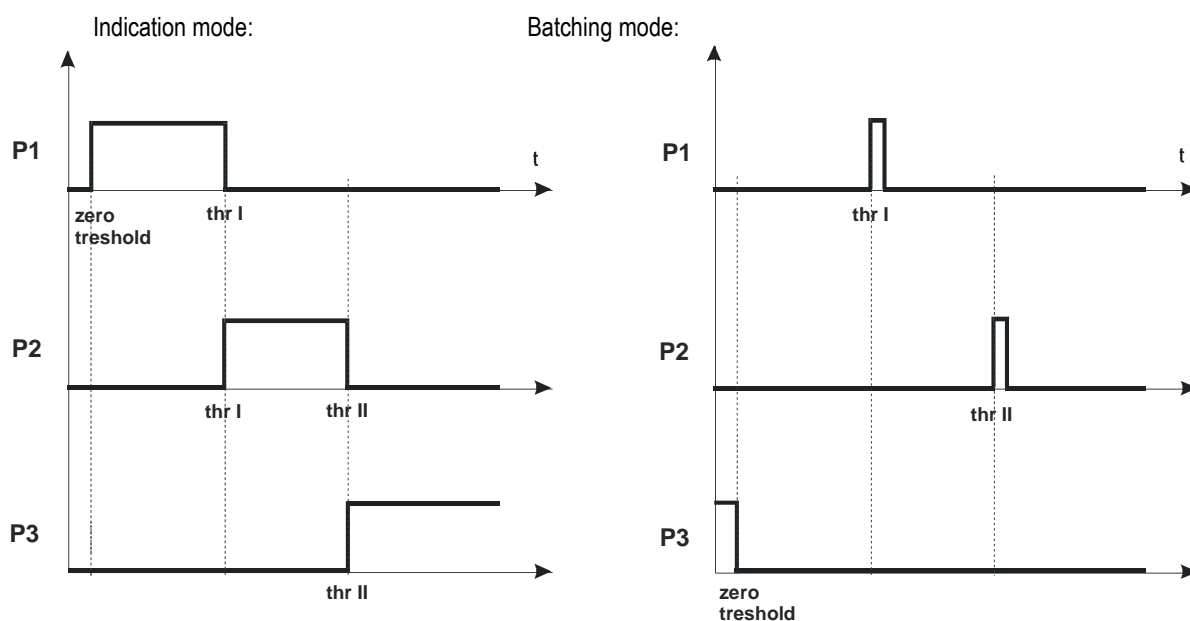 Indication mode:
P1
t
zero
treshold
thr I
P2
thr I
thr II
P3
thr II
Batching mode:
P1
t
thr I
P2
thr II
P3
zero
treshold